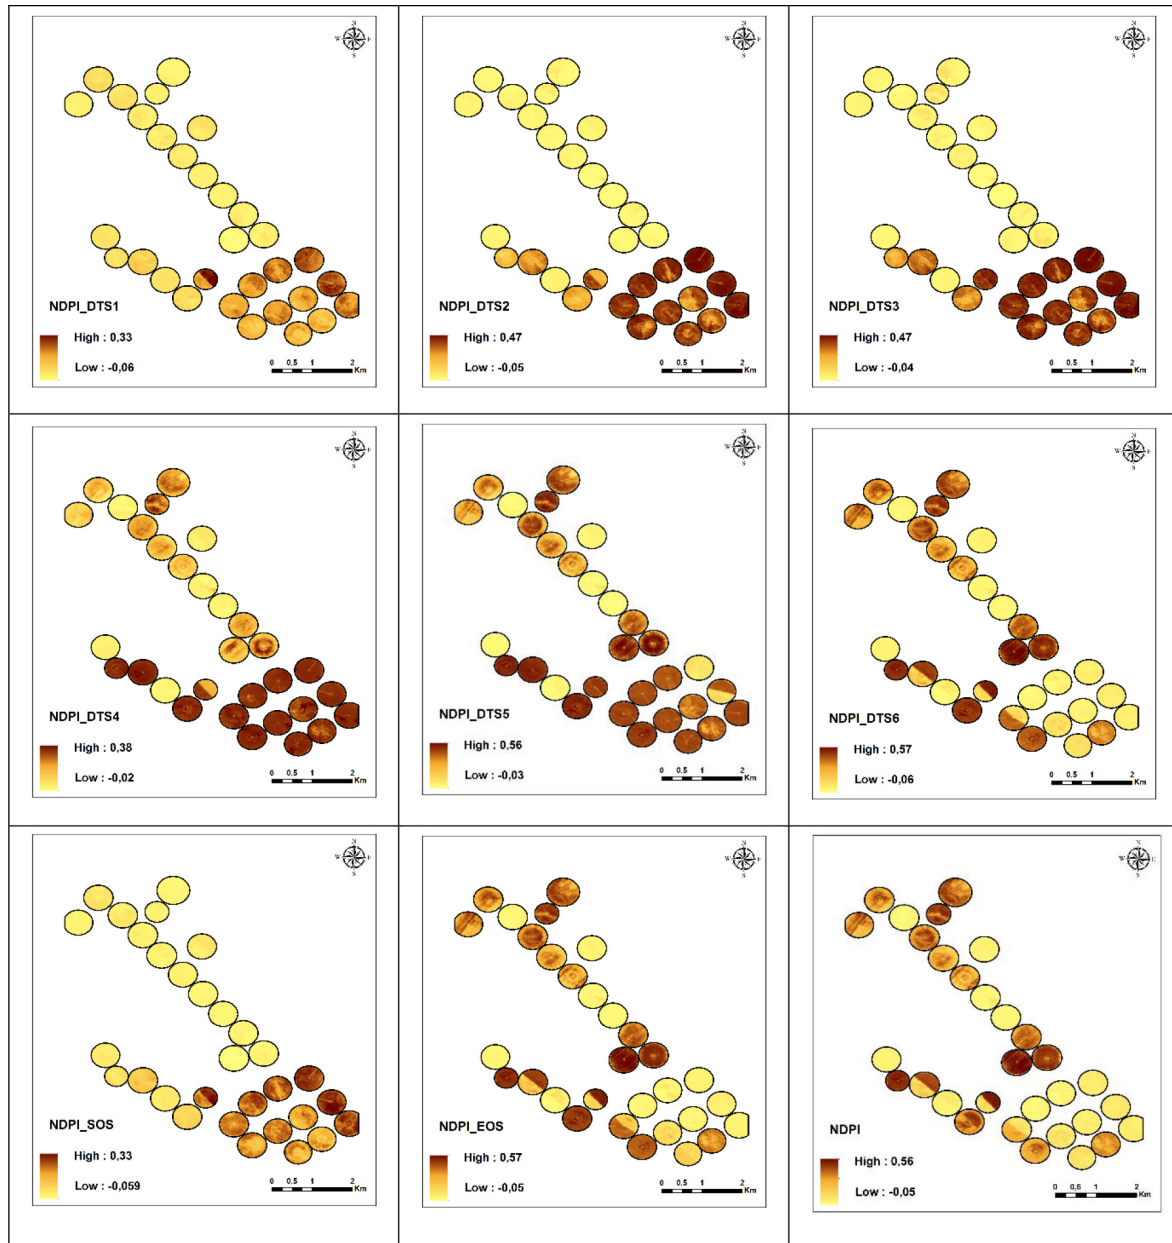 N
W E
S
NDPI_DTS1
High : 0,33
Low : -0,06
0 0.5 1 2
Km
N
W E
S
NDPI_DTS2
High : 0,47
Low : -0,05
0 0.5 1 2
Km
N
W E
S
NDPI_DTS3
High : 0,47
Low : -0,04
0 0.5 1 2
Km
N
W E
S
NDPI_DTS4
High : 0,38
Low : -0,02
0 0.5 1 2
Km
N
W E
S
NDPI_DTS5
High : 0,56
Low : -0,03
0 0.5 1 2
Km
N
W E
S
NDPI_DTS6
High : 0,57
Low : -0,06
0 0.5 1 2
Km
N
W E
S
NDPI_SOS
High : 0,33
Low : -0,059
0 0.5 1 2
Km
N
W E
S
NDPI_EOS
High : 0,57
Low : -0,05
0 0.5 1 2
Km
N
W E
S
NDPI
High : 0,56
Low : -0,05
0 0,5 1 2
Km